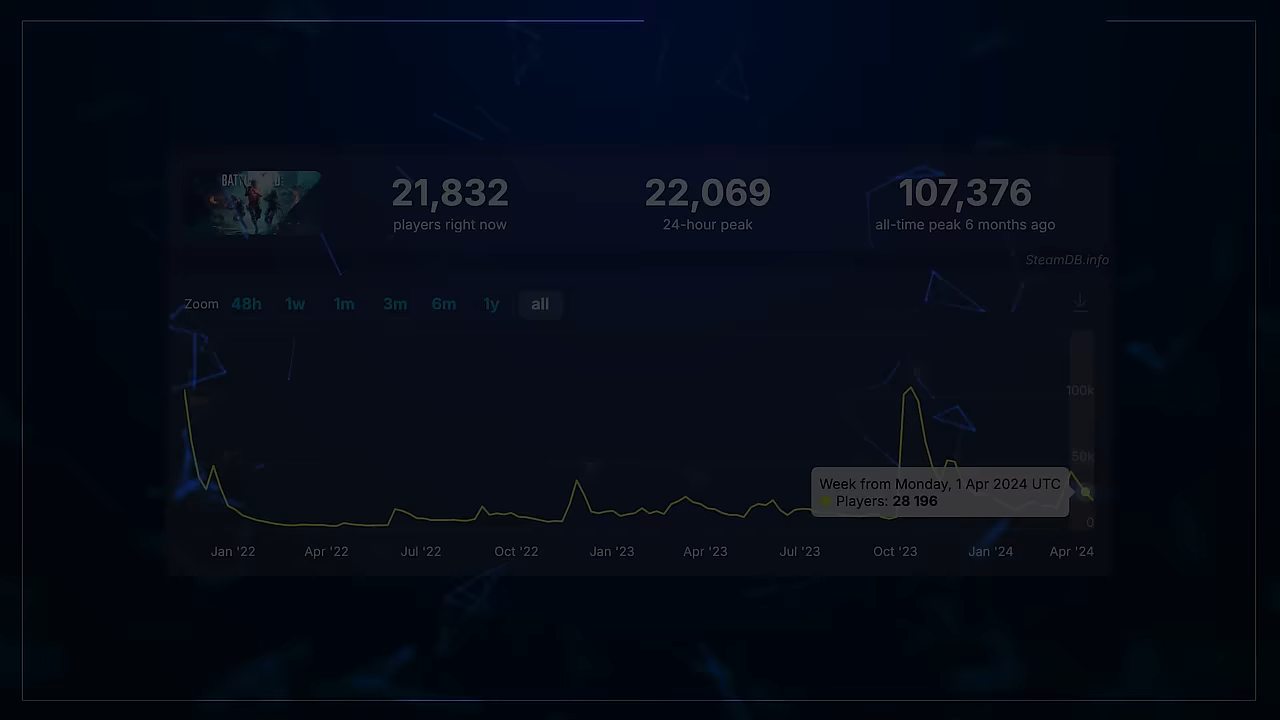 21,832
players right now
22,069
24-hour peak
107,376
all-time peak 6 months ago
SteamDB.info
Zoom 48h 1w 1m 3m 6m 1y all
100k
50k
Week from Monday, 1 Apr 2024 UTC
Players: 28 196
0
Jan '22 Apr '22 Jul '22 Oct '22 Jan '23 Apr '23 Jul '23 Oct '23 Jan '24 Apr '24